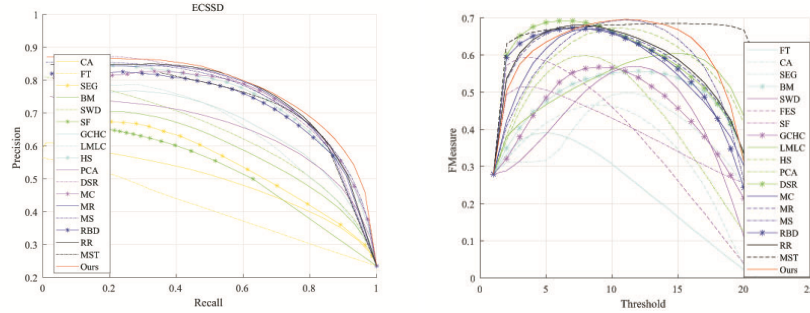 ECSSD
Precision
1
0.9
0.8
0.7
0.6
0.5
0.4
0.3
0.2
CA
FT
SEG
BM
SWD
SF
GCHC
LMLC
HS
PCA
DSR
MC
MR
MS
RBD
RR
MST
Ours
0
0.2
0.4
0.6
0.8
1
Recall
FMeasure
0.7
0.6
0.5
0.4
0.3
0.2
0.1
0
FT
CA
SEG
BM
SWD
FES
SF
GCHC
LMLC
HS
PCA
DSR
MC
MR
MS
RBD
RR
MST
Ours
0
5
10
15
20
25
Threshold